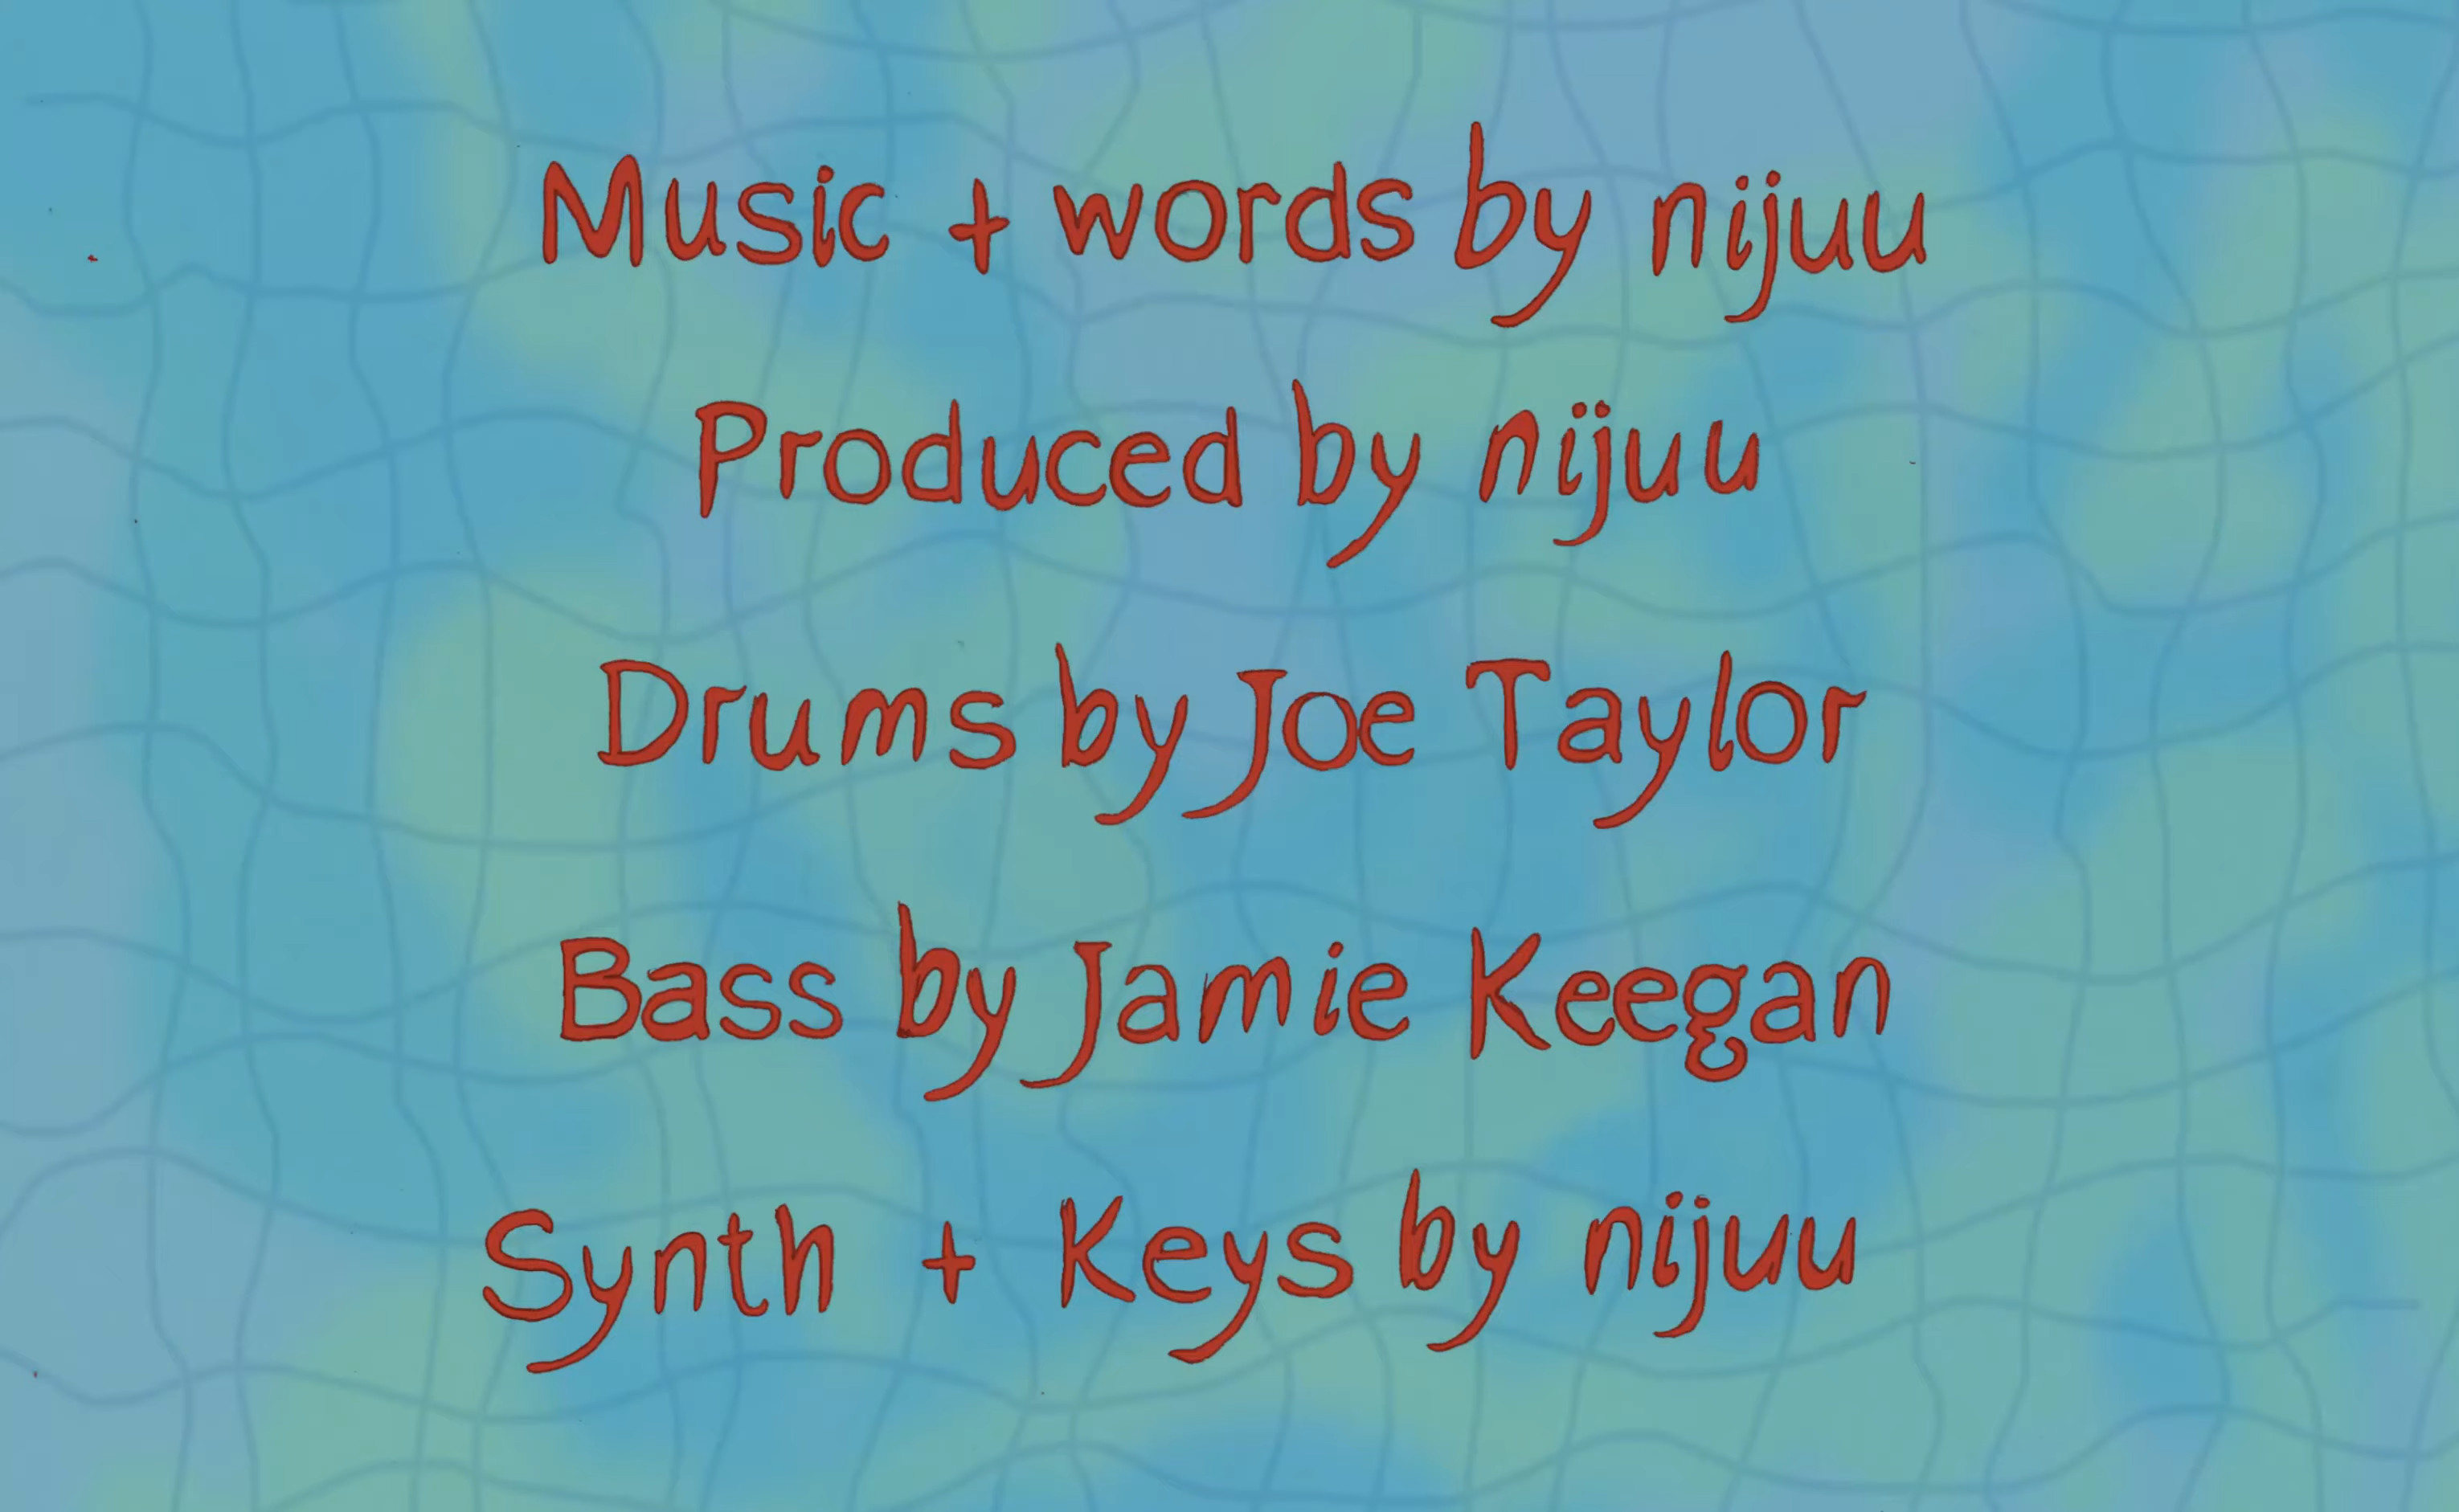 Music + words by nijuu
Produced by nijuu
Drums by Joe Taylor
Bass by Jamie Keegan
Synth + Keys by nijuu